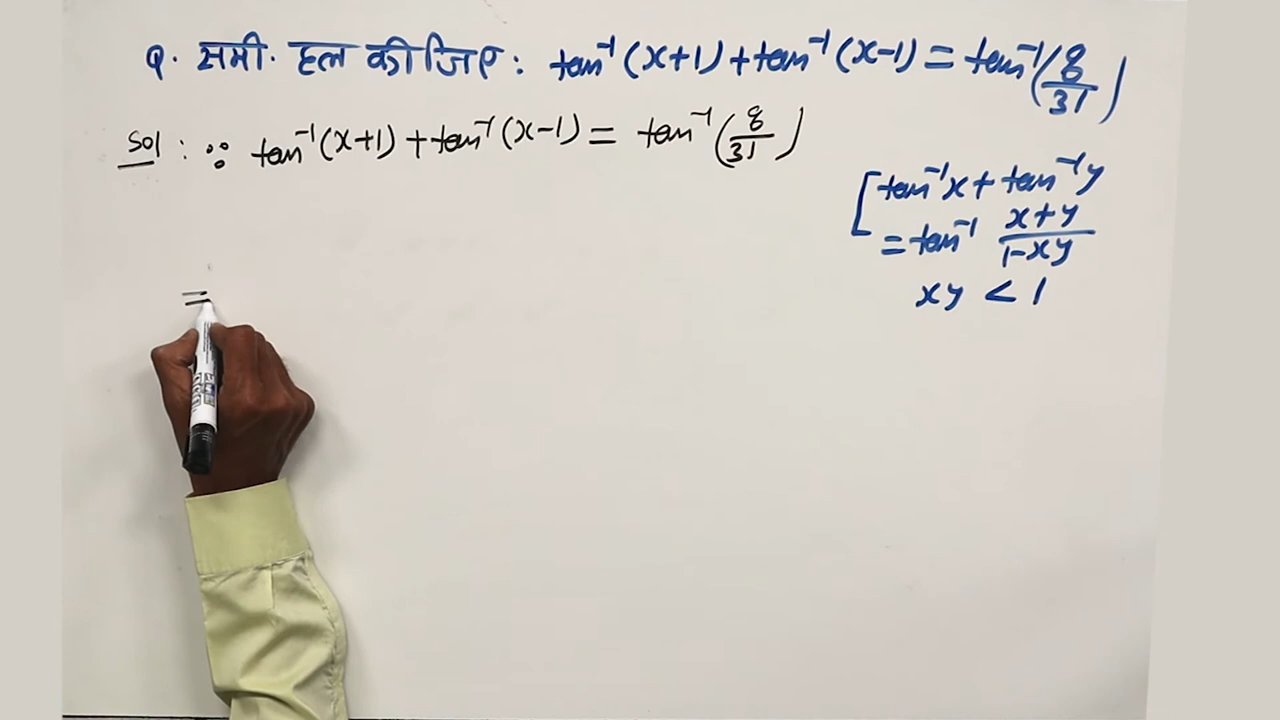 Q. समी. हल कीजिए : tan⁻¹(x+1) + tan⁻¹(x-1) = tan⁻¹(8/31)
Sol : ∵ tan⁻¹(x+1) + tan⁻¹(x-1) = tan⁻¹(8/31)
[tan⁻¹x + tan⁻¹y
= tan⁻¹ x+y/1-xy
xy < 1
=